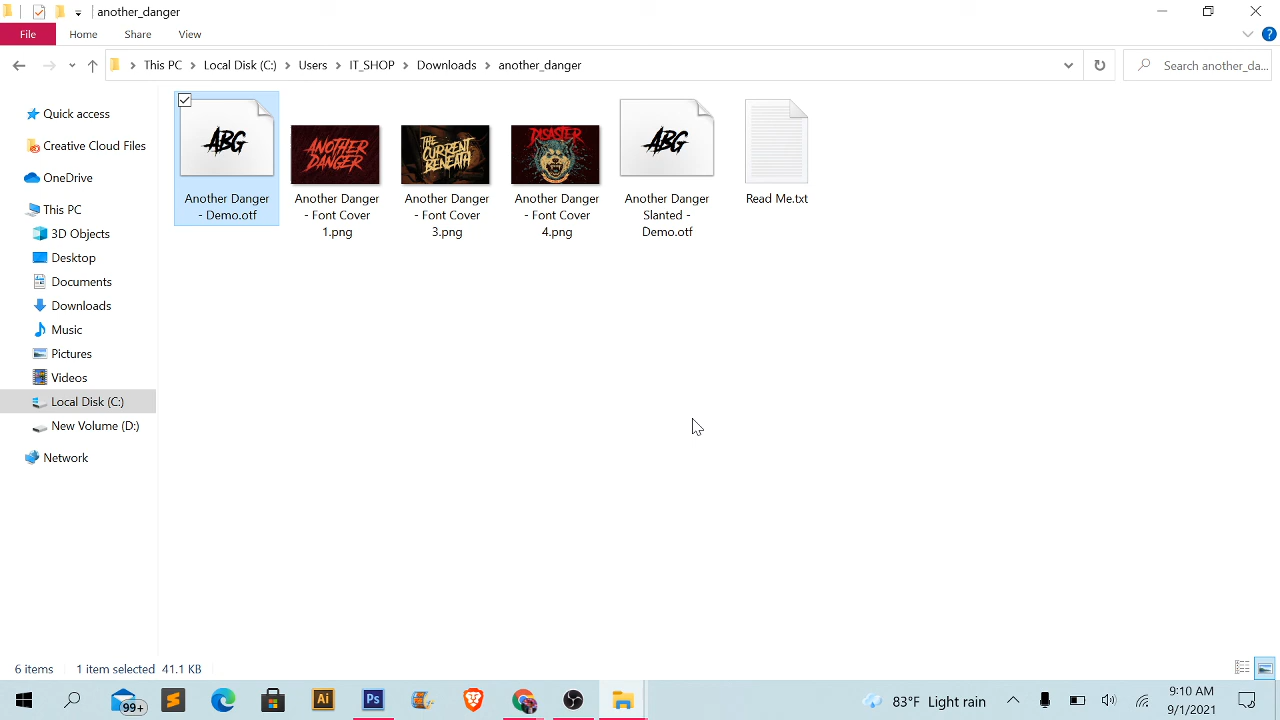 another_danger
File Home Share View
This PC Local Disk (C:) Users IT_SHOP Downloads another_danger
Search another_da...
Quick access
Creative Cloud Files
OneDrive
This PC
3D Objects
Desktop
Documents
Downloads
Music
Pictures
Videos
Local Disk (C:)
New Volume (D:)
Network
ABG
Another Danger
- Demo.otf
ANOTHER
DANGER
Another Danger
- Font Cover
1.png
THE
CURRENT
BENEATH
Another Danger
- Font Cover
3.png
DISASTER
Another Danger
- Font Cover
4.png
ABG
Another Danger
Slanted -
Demo.otf
Read Me.txt
6 items 1 item selected 41.1 KB
99+
Ai
Ps
83°F Light rain
9:10 AM
9/1/2021